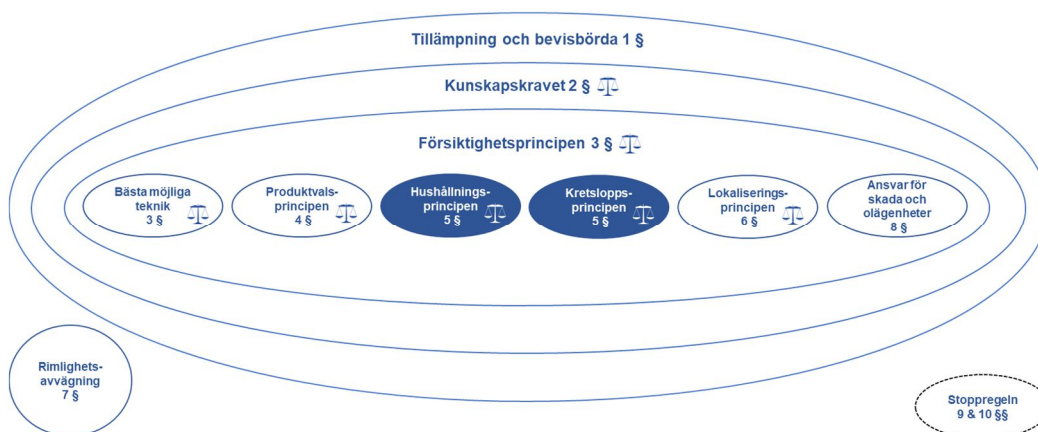 Tillämpning och bevisbörda 1 §
Kunskapskravet 2 §
Försiktighetsprincipen 3 §
Bästa möjliga
teknik
3 §
Produktvals-
principen
4 §
Hushållnings-
principen
5 §
Kretslopps-
principen
5 §
Lokaliserings-
principen
6 §
Ansvar för
skada och
olägenheter
8 §
Rimlighets-
avvägning
7 §
Stoppregeln
9 & 10 §§